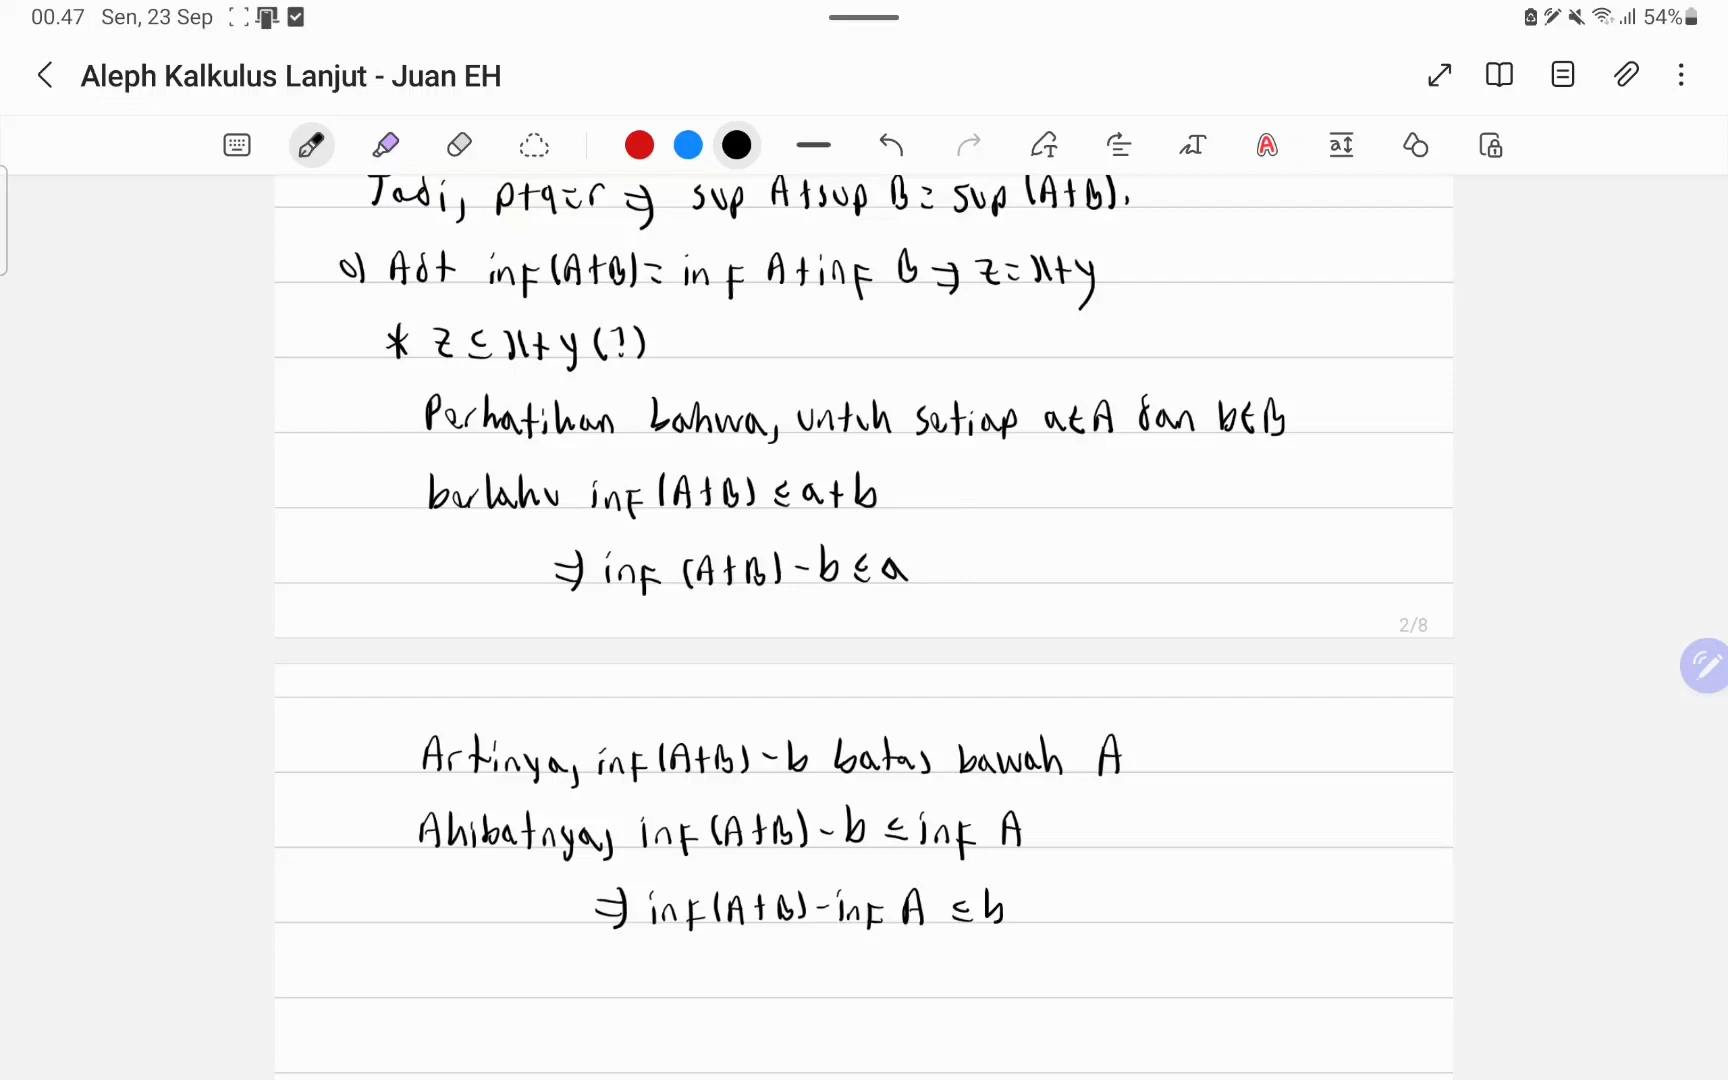 00.47 Sen, 23 Sep 54%
Aleph Kalkulus Lanjut - Juan EH
Jadi, p+q=r ⇒ sup A+sup B = sup (A+B).
o) Adt inf(A+B) = inf A+inf B ⇒ z=x+y
* z ≤ x+y (?)
Perhatikan bahwa, untuk setiap a∈A dan b∈B
berlaku inf (A+B) ≤ a+b
⇒ inf (A+B) - b ≤ a
2/8
Artinya, inf (A+B) - b batas bawah A
Akibatnya, inf (A+B) - b ≤ inf A
⇒ inf(A+B) - inf A ≤ b